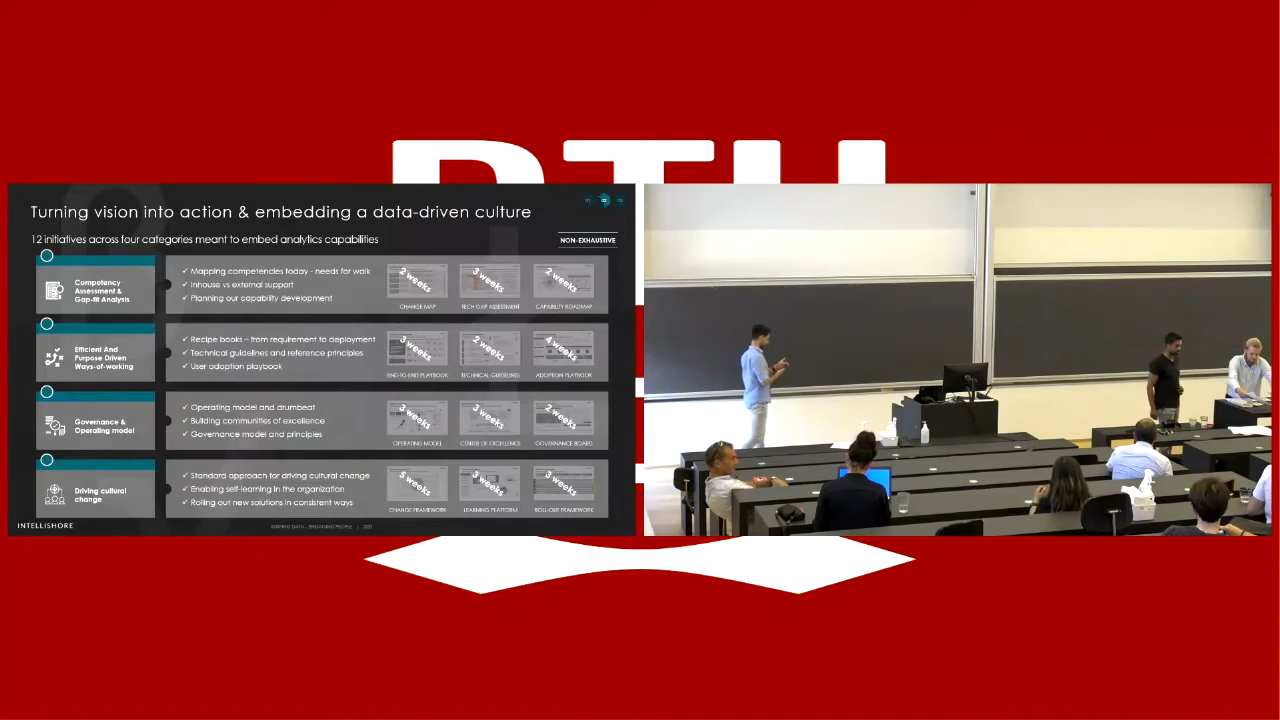 DTU
Turning vision into action & embedding a data-driven culture
12 initiatives across four categories meant to embed analytics capabilities
NON-EXHAUSTIVE
Competency
Assessment &
Gap-fit Analysis
✓ Mapping competencies today - needs for walk
✓ Inhouse vs external support
✓ Planning our capability development
2 weeks
3 weeks
2 weeks
CHANGE MAP
TECH GAP ASSESSMENT
CAPABILITY ROADMAP
Efficient And
Purpose Driven
Ways-of-working
✓ Recipe books – from requirement to deployment
✓ Technical guidelines and reference principles
✓ User adoption playbook
3 weeks
2 weeks
4 weeks
END-TO-END PLAYBOOK
TECHNICAL GUIDELINES
ADOPTION PLAYBOOK
Governance &
Operating model
✓ Operating model and drumbeat
✓ Building communities of excellence
✓ Governance model and principles
3 weeks
3 weeks
2 weeks
OPERATING MODEL
CENTER OF EXCELLENCE
GOVERNANCE BOARD
Driving cultural
change
✓ Standard approach for driving cultural change
✓ Enabling self-learning in the organization
✓ Rolling out new solutions in consistent ways
5 weeks
3 weeks
3 weeks
CHANGE FRAMEWORK
LEARNING PLATFORM
ROLL-OUT FRAMEWORK
INTELLISHORE
IGNITING DATA – ENGAGING PEOPLE | 2021